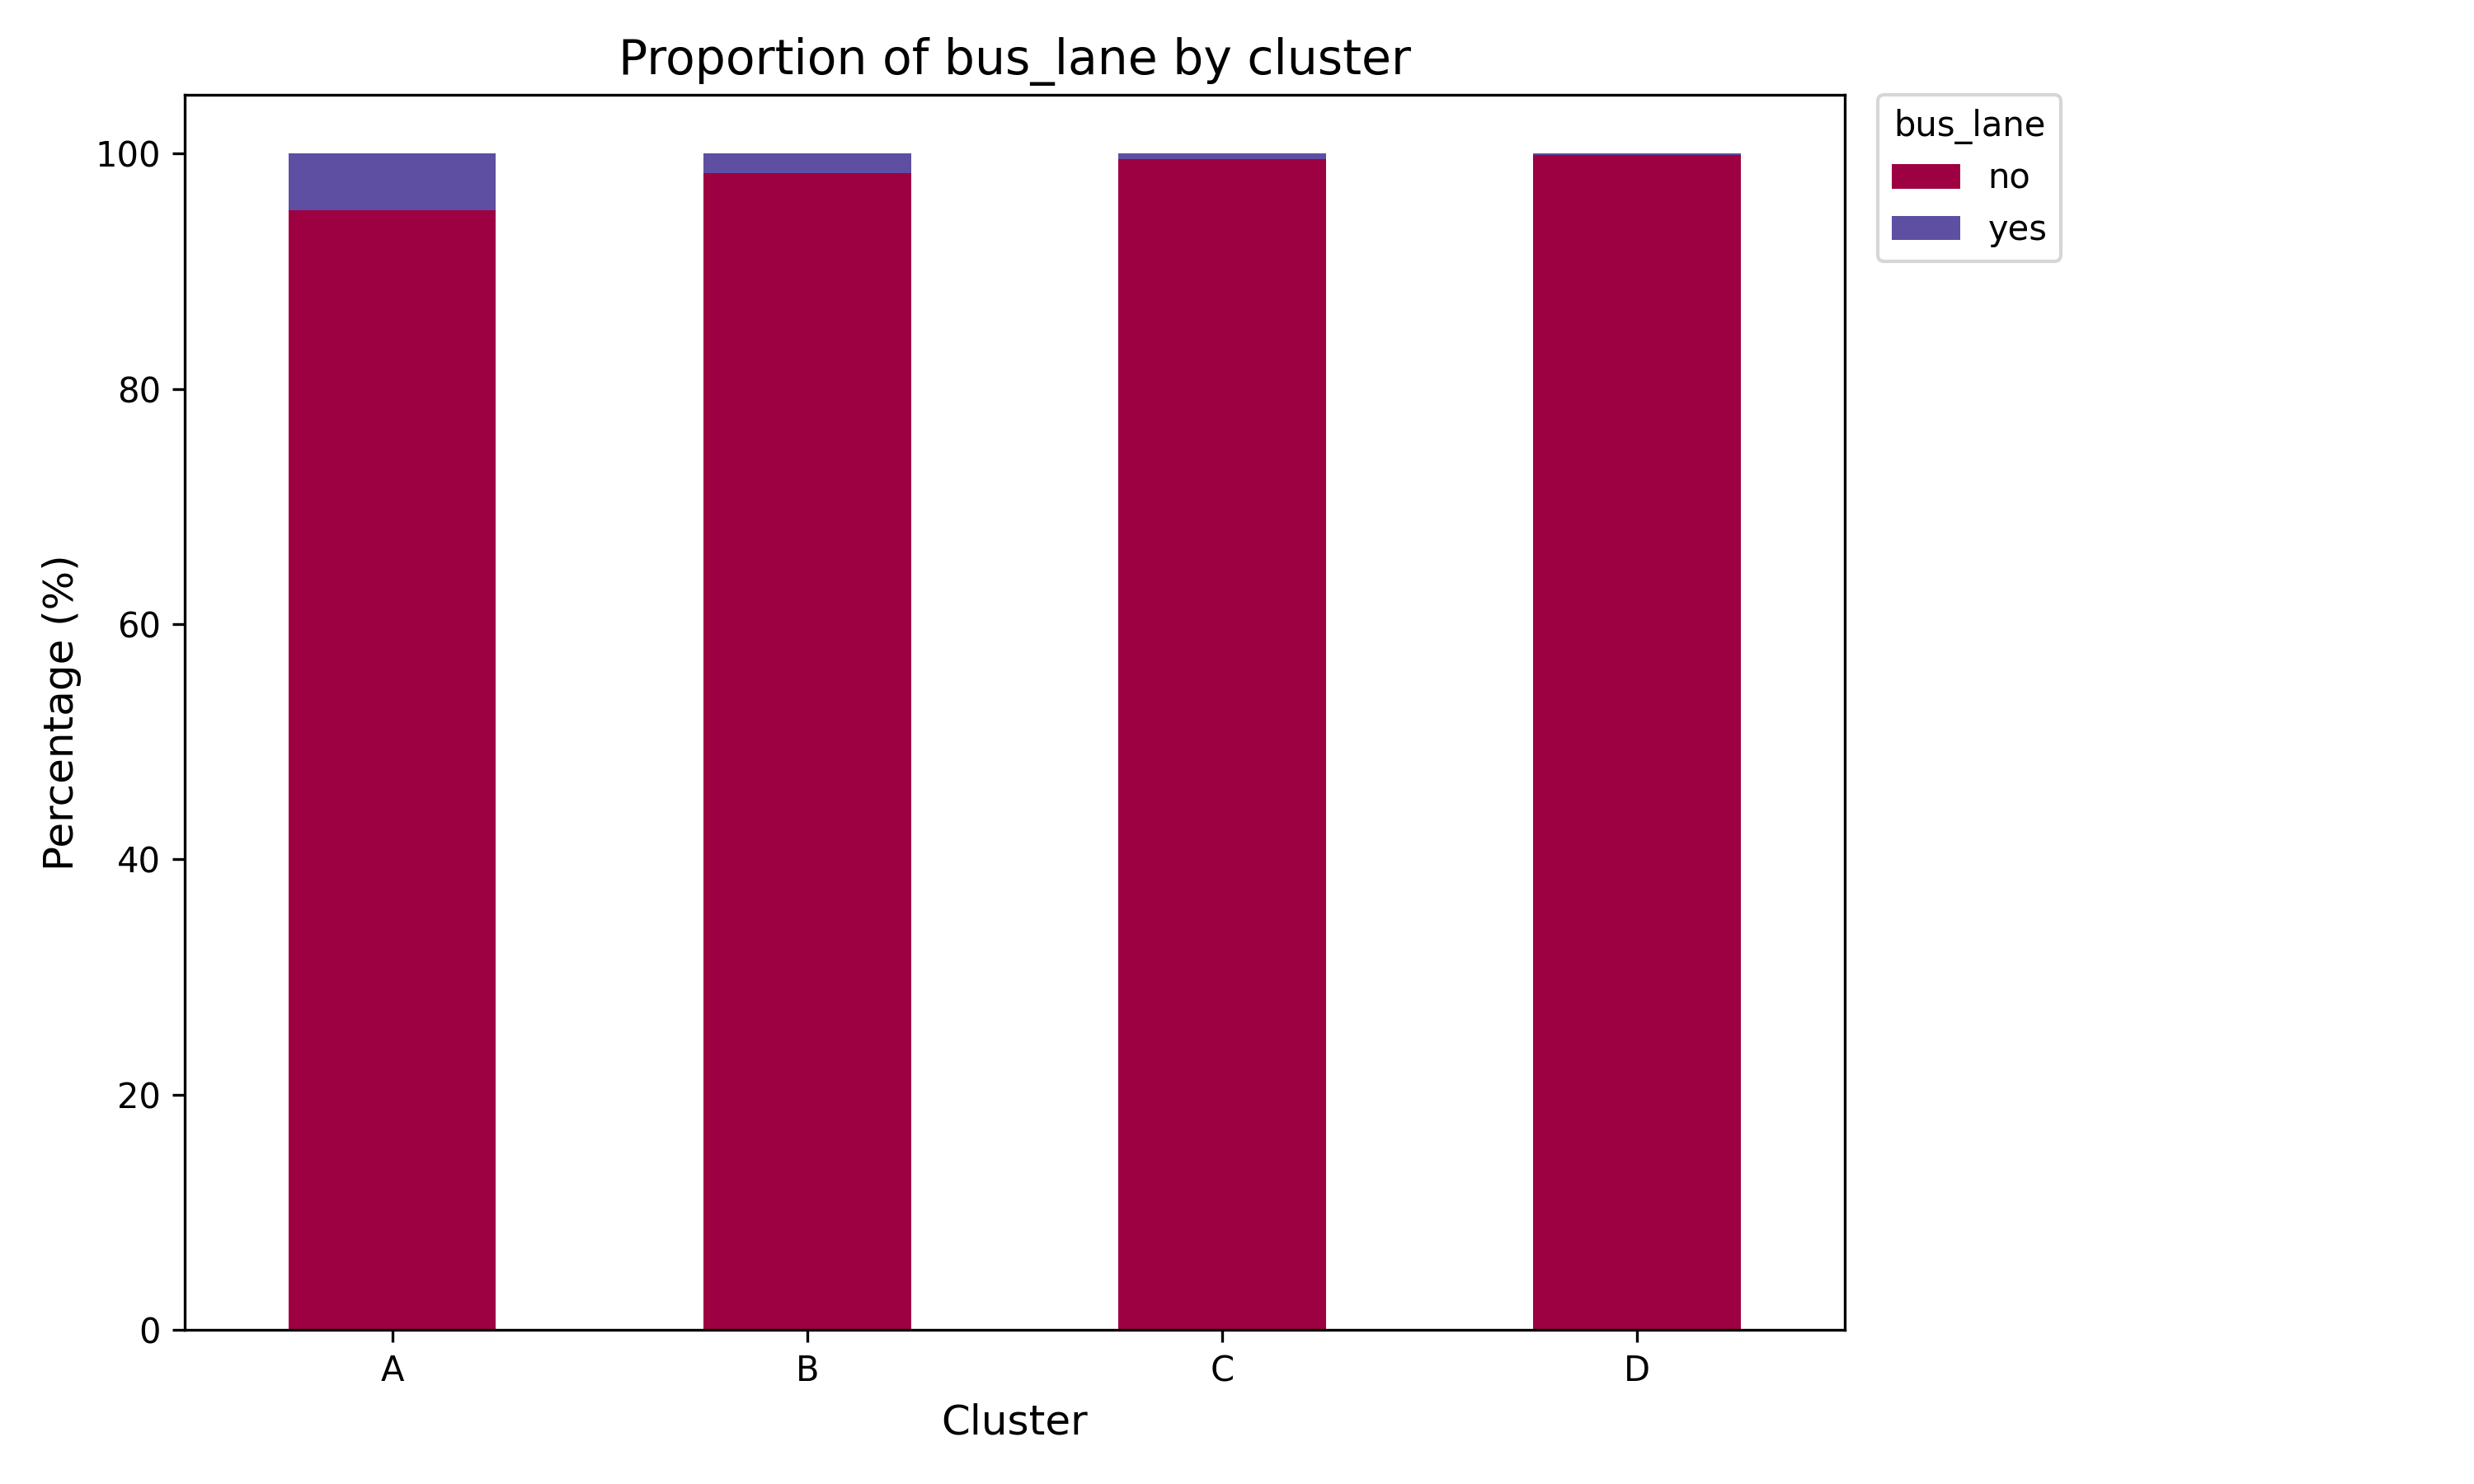 Proportion of bus_lane by cluster
bus_lane
no
yes
Percentage (%)
100
80
60
40
20
0
A B C D
Cluster